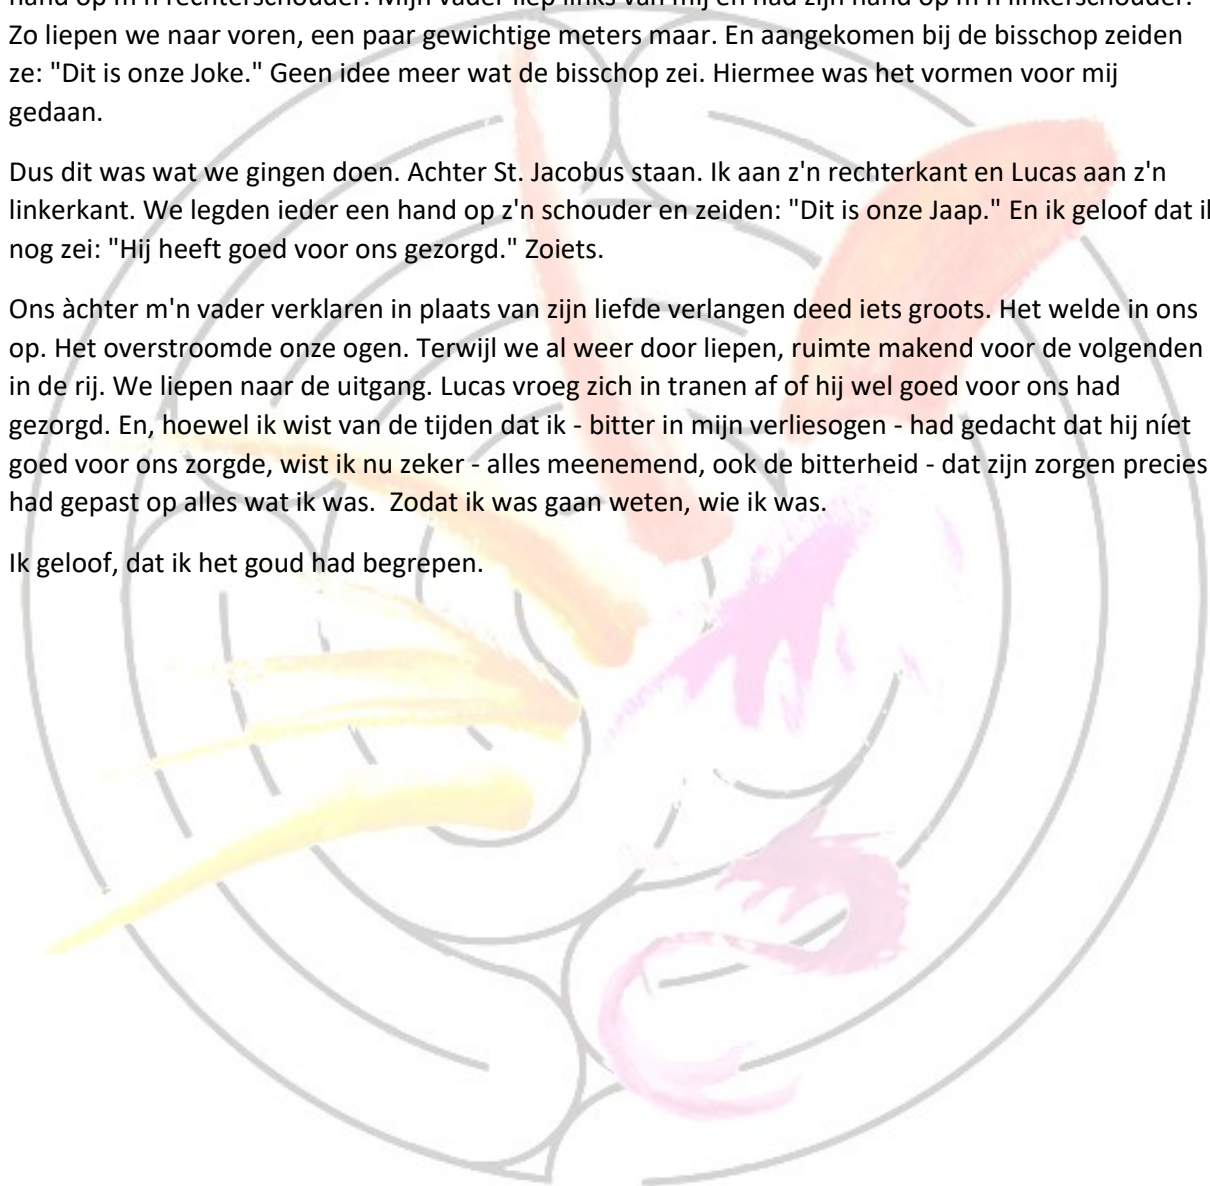 hand op m'n rechterschouder. Mijn vader liep links van mij en had zijn hand op m'n linkerschouder.
Zo liepen we naar voren, een paar gewichtige meters maar. En aangekomen bij de bisschop zeiden
ze: "Dit is onze Joke." Geen idee meer wat de bisschop zei. Hiermee was het vormen voor mij
gedaan.
Dus dit was wat we gingen doen. Achter St. Jacobus staan. Ik aan z'n rechterkant en Lucas aan z'n
linkerkant. We legden ieder een hand op z'n schouder en zeiden: "Dit is onze Jaap." En ik geloof dat
nog zei: "Hij heeft goed voor ons gezorgd." Zoiets.
Ons àchter m'n vader verklaren in plaats van zijn liefde verlangen deed iets groots. Het welde in ons
op. Het overstroomde onze ogen. Terwijl we al weer door liepen, ruimte makend voor de volgenden
in de rij. We liepen naar de uitgang. Lucas vroeg zich in tranen af of hij wel goed voor ons had
gezorgd. En, hoewel ik wist van de tijden dat ik - bitter in mijn verliesogen - had gedacht dat hij níet
goed voor ons zorgde, wist ik nu zeker - alles meenemend, ook de bitterheid - dat zijn zorgen precies
had gepast op alles wat ik was. Zodat ik was gaan weten, wie ik was.
Ik geloof, dat ik het goud had begrepen.